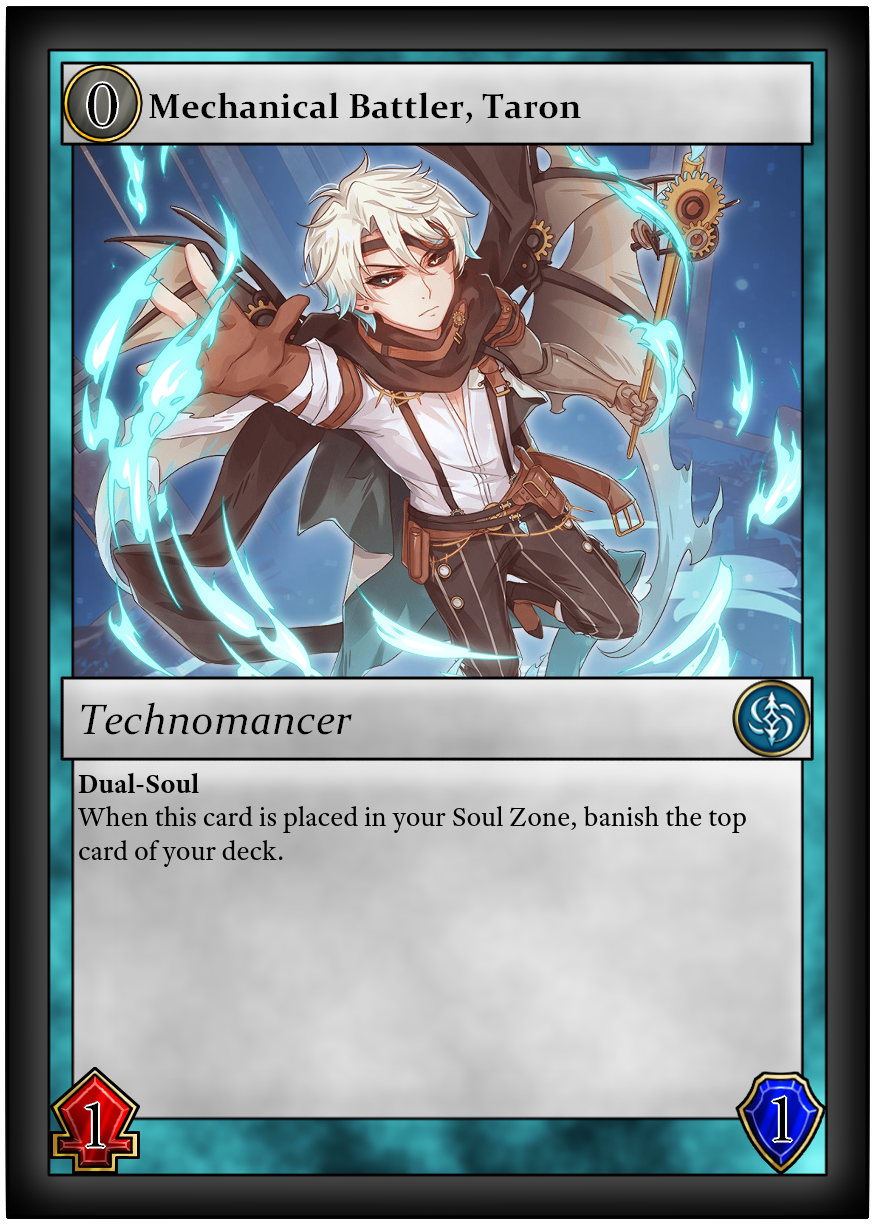 0
Mechanical Battler, Taron
Technomancer
Dual-Soul
When this card is placed in your Soul Zone, banish the top
card of your deck.
1
1